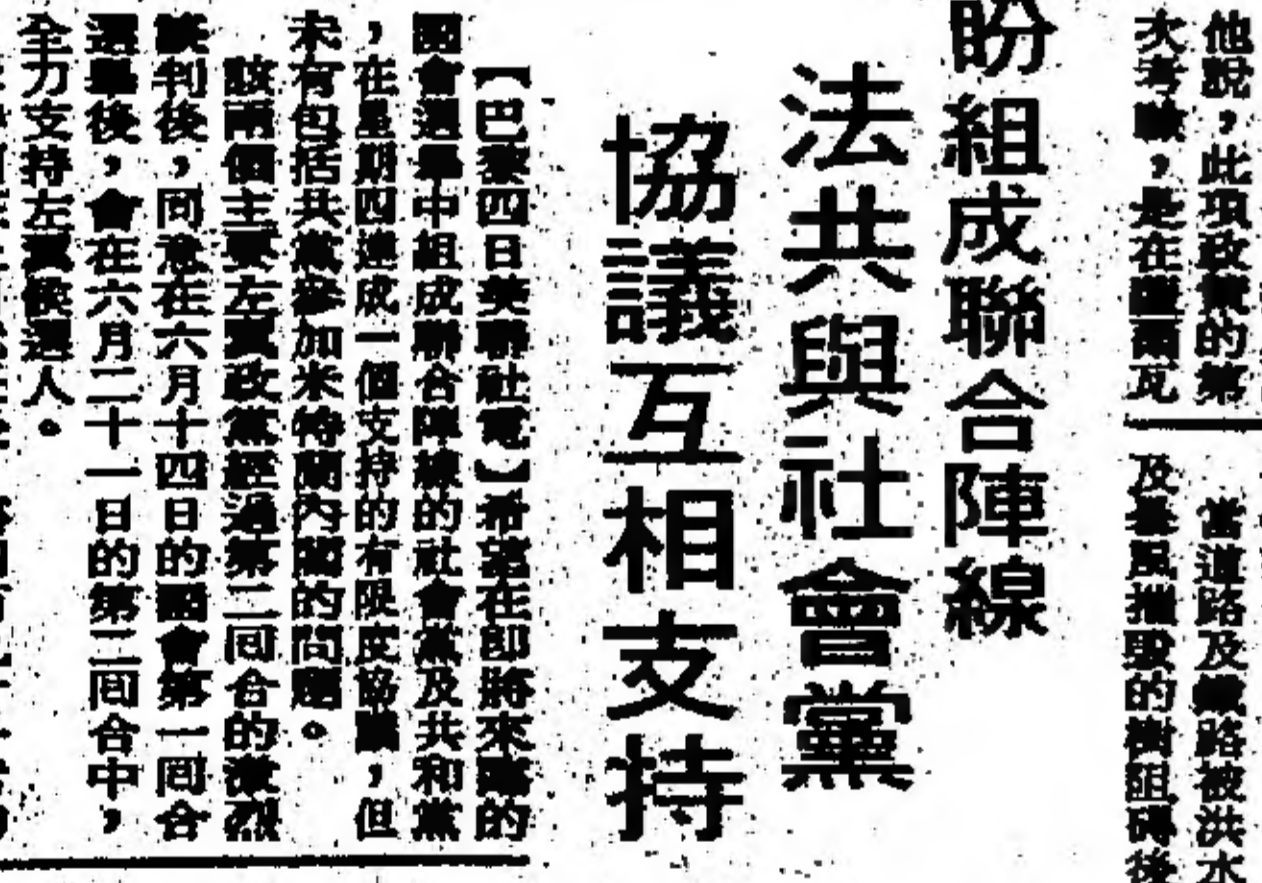 他說，此項政策的第
大考驗，是在薩爾瓦
當道路及鐵路被洪水
及暴風摧毀的樹阻碍後
盼組成聯合陣線
法共與社會黨
協議互相支持
【巴黎四日美聯社電】希望在即將來臨的
國會選舉中組成聯合陣線的社會黨及共和黨
，在星期四達成一個支持的有限度協議，但
未有包括共黨參加米特蘭內閣的問題。
該兩個主要左翼政黨經過第二回合的激烈
談判後，同意在六月十四日的國會第一回合
選舉後，會在六月二十一日的第二回合中，
全力支持左翼候選人。